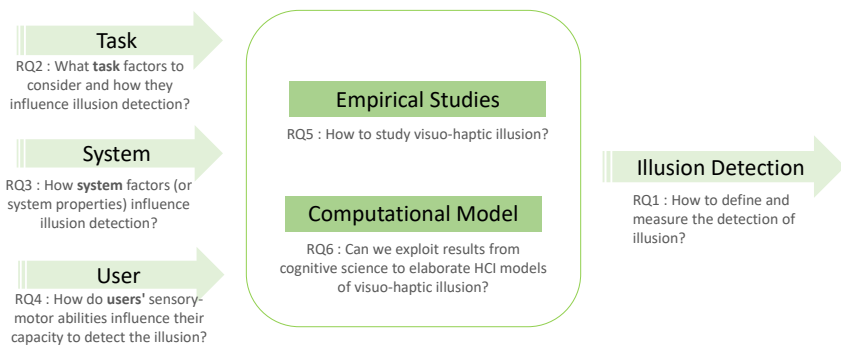 Task
RQ2 : What task factors to
consider and how they
influence illusion detection?
System
RQ3 : How system factors (or
system properties) influence
illusion detection?
User
RQ4 : How do users' sensory-
motor abilities influence their
capacity to detect the illusion?
Empirical Studies
RQ5 : How to study visuo-haptic illusion?
Computational Model
RQ6 : Can we exploit results from
cognitive science to elaborate HCI models
of visuo-haptic illusion?
Illusion Detection
RQ1 : How to define and
measure the detection of
illusion?